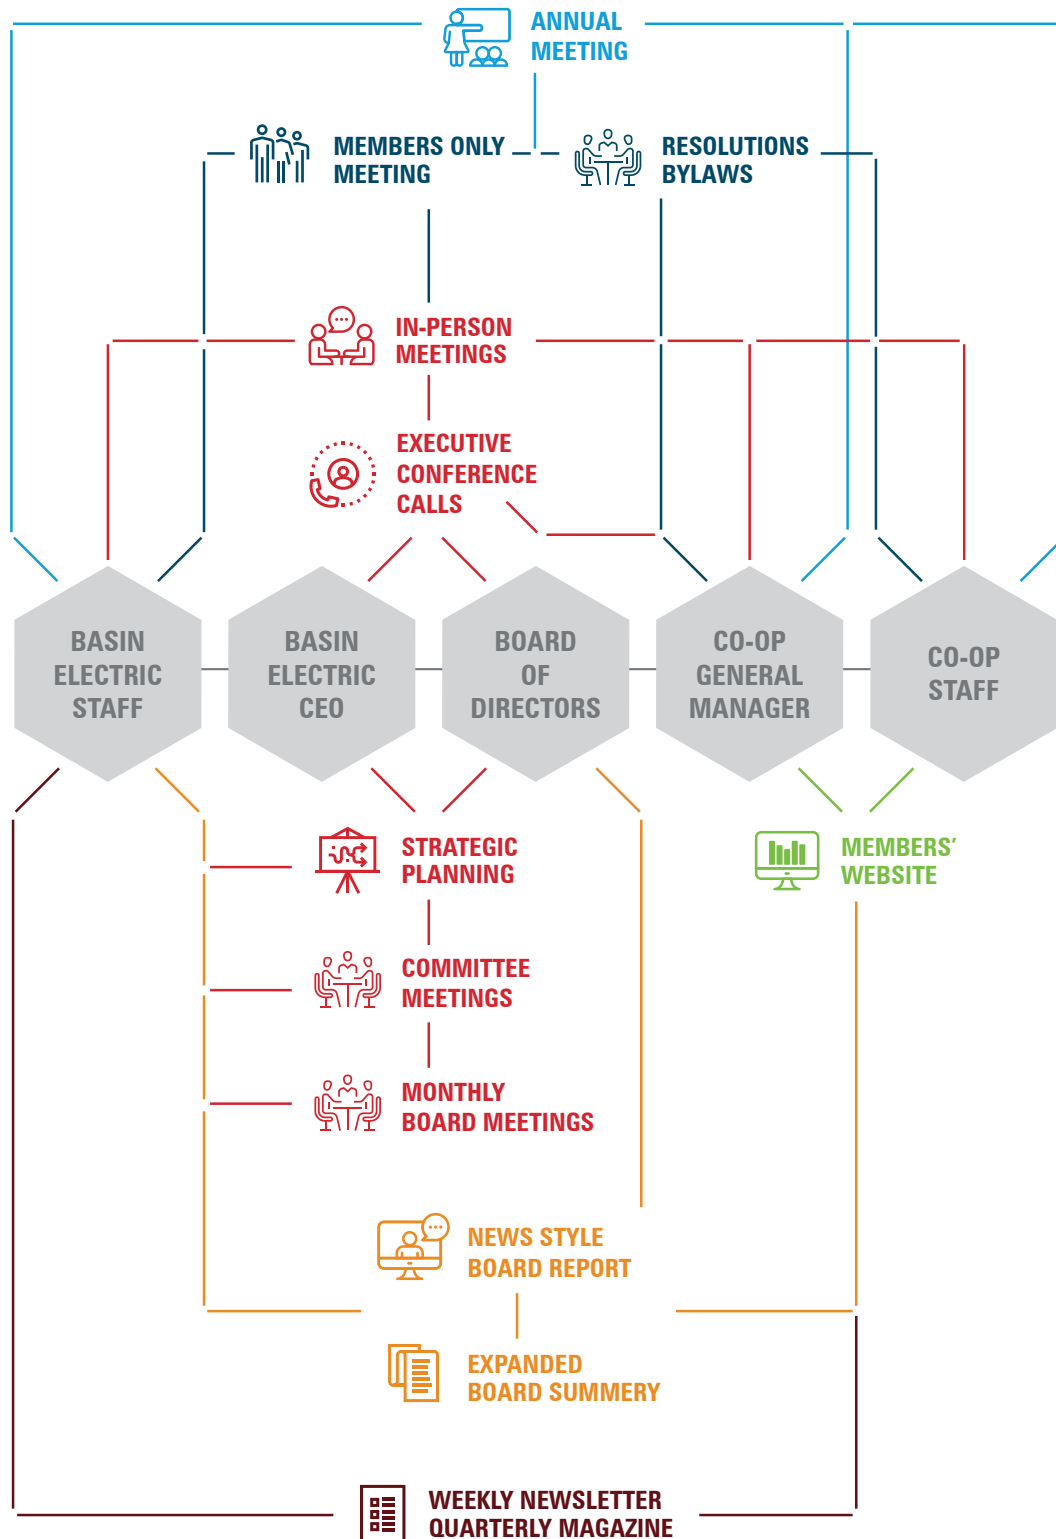 ANNUAL
MEETING
MEMBERS ONLY
MEETING
RESOLUTIONS
BYLAWS
IN-PERSON
MEETINGS
EXECUTIVE
CONFERENCE
CALLS
BASIN
ELECTRIC
STAFF
BASIN
ELECTRIC
CEO
BOARD
OF
DIRECTORS
CO-OP
GENERAL
MANAGER
CO-OP
STAFF
STRATEGIC
PLANNING
MEMBERS'
WEBSITE
COMMITTEE
MEETINGS
MONTHLY
BOARD MEETINGS
NEWS STYLE
BOARD REPORT
EXPANDED
BOARD SUMMERY
WEEKLY NEWSLETTER
QUARTERLY MAGAZINE